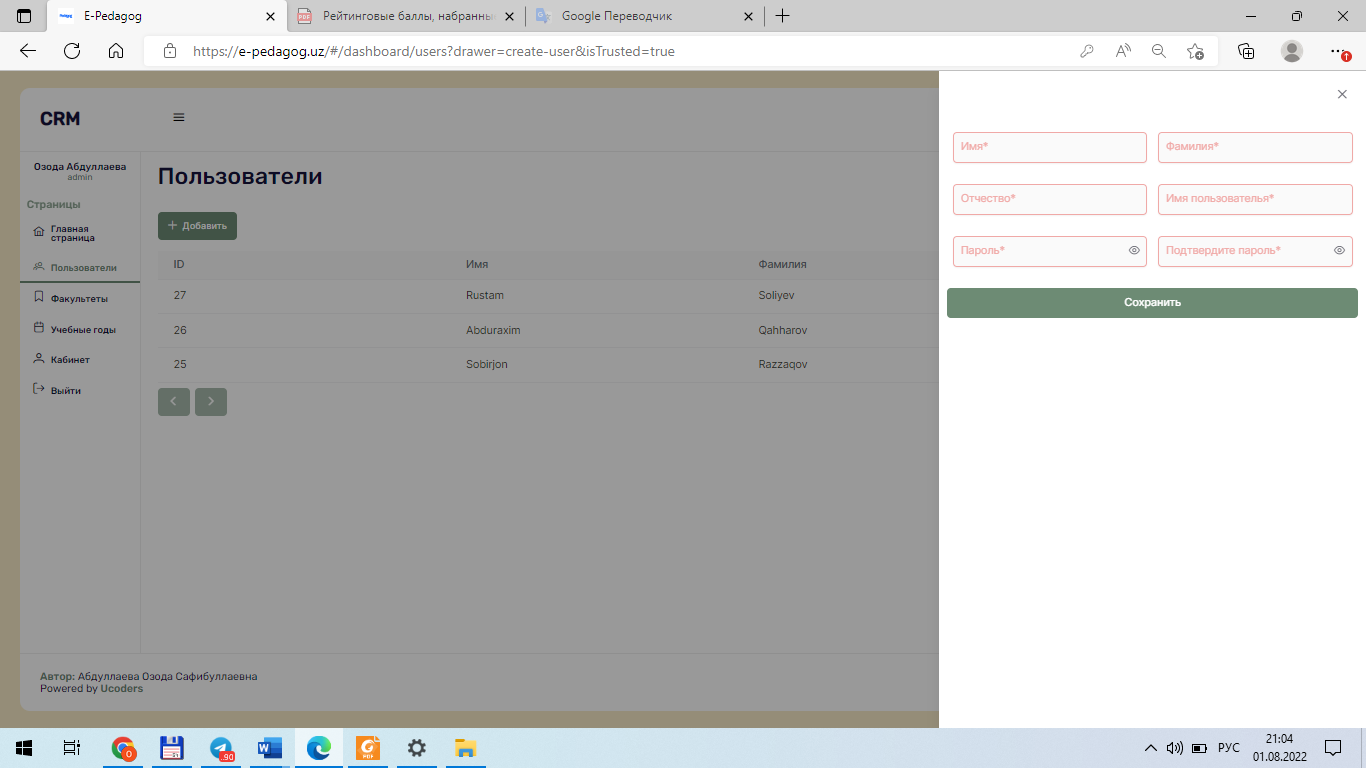 E-Pedagog
Рейтинговые баллы, набранны
Google Переводчик
https://e-pedagog.uz/#/dashboard/users?drawer=create-user&isTrusted=true
CRM
Озода Абдуллаева
admin
Страницы
Главная
страница
Пользователи
Факультеты
Учебные годы
Кабинет
Выйти
Пользователи
+ Добавить
ID Имя Фамилия
27 Rustam Soliyev
26 Abduraxim Qahharov
25 Sobirjon Razzaqov
Автор: Абдуллаева Озода Сафибуллаевна
Powered by Ucoders
Имя* Фамилия*
Отчество* Имя пользователья*
Пароль* Подтвердите пароль*
Сохранить
РУС
21:04
01.08.2022